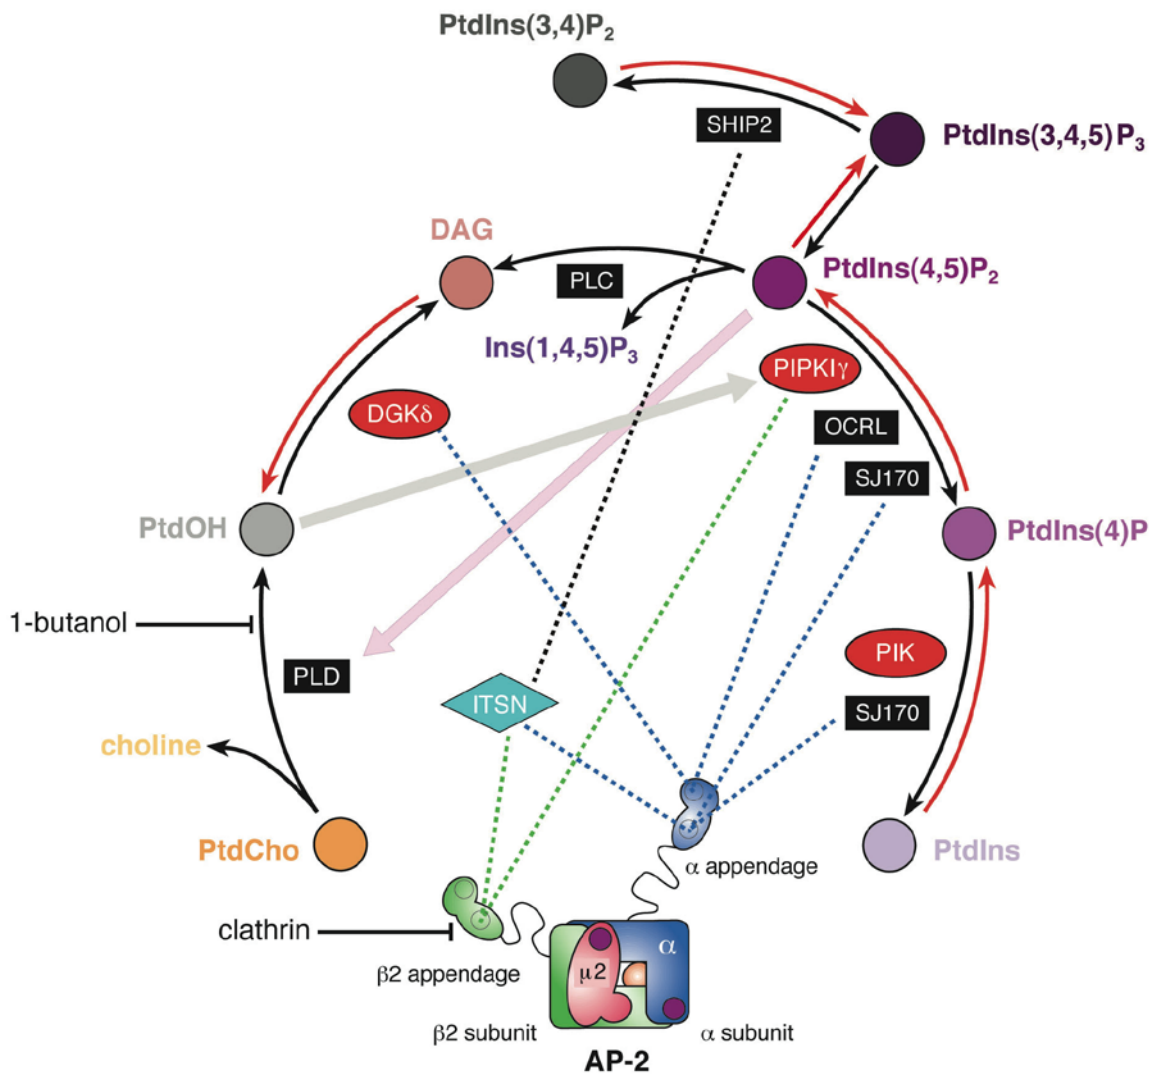 PtdIns(3,4)P2
SHIP2
PtdIns(3,4,5)P3
DAG
PLC
PtdIns(4,5)P2
Ins(1,4,5)P3
PIPKIγ
DGKδ
OCRL
SJ170
PtdOH
PtdIns(4)P
1-butanol
PIK
PLD
ITSN
SJ170
choline
PtdCho
PtdIns
α appendage
clathrin
α
μ2
β2 appendage
β2 subunit
α subunit
AP-2